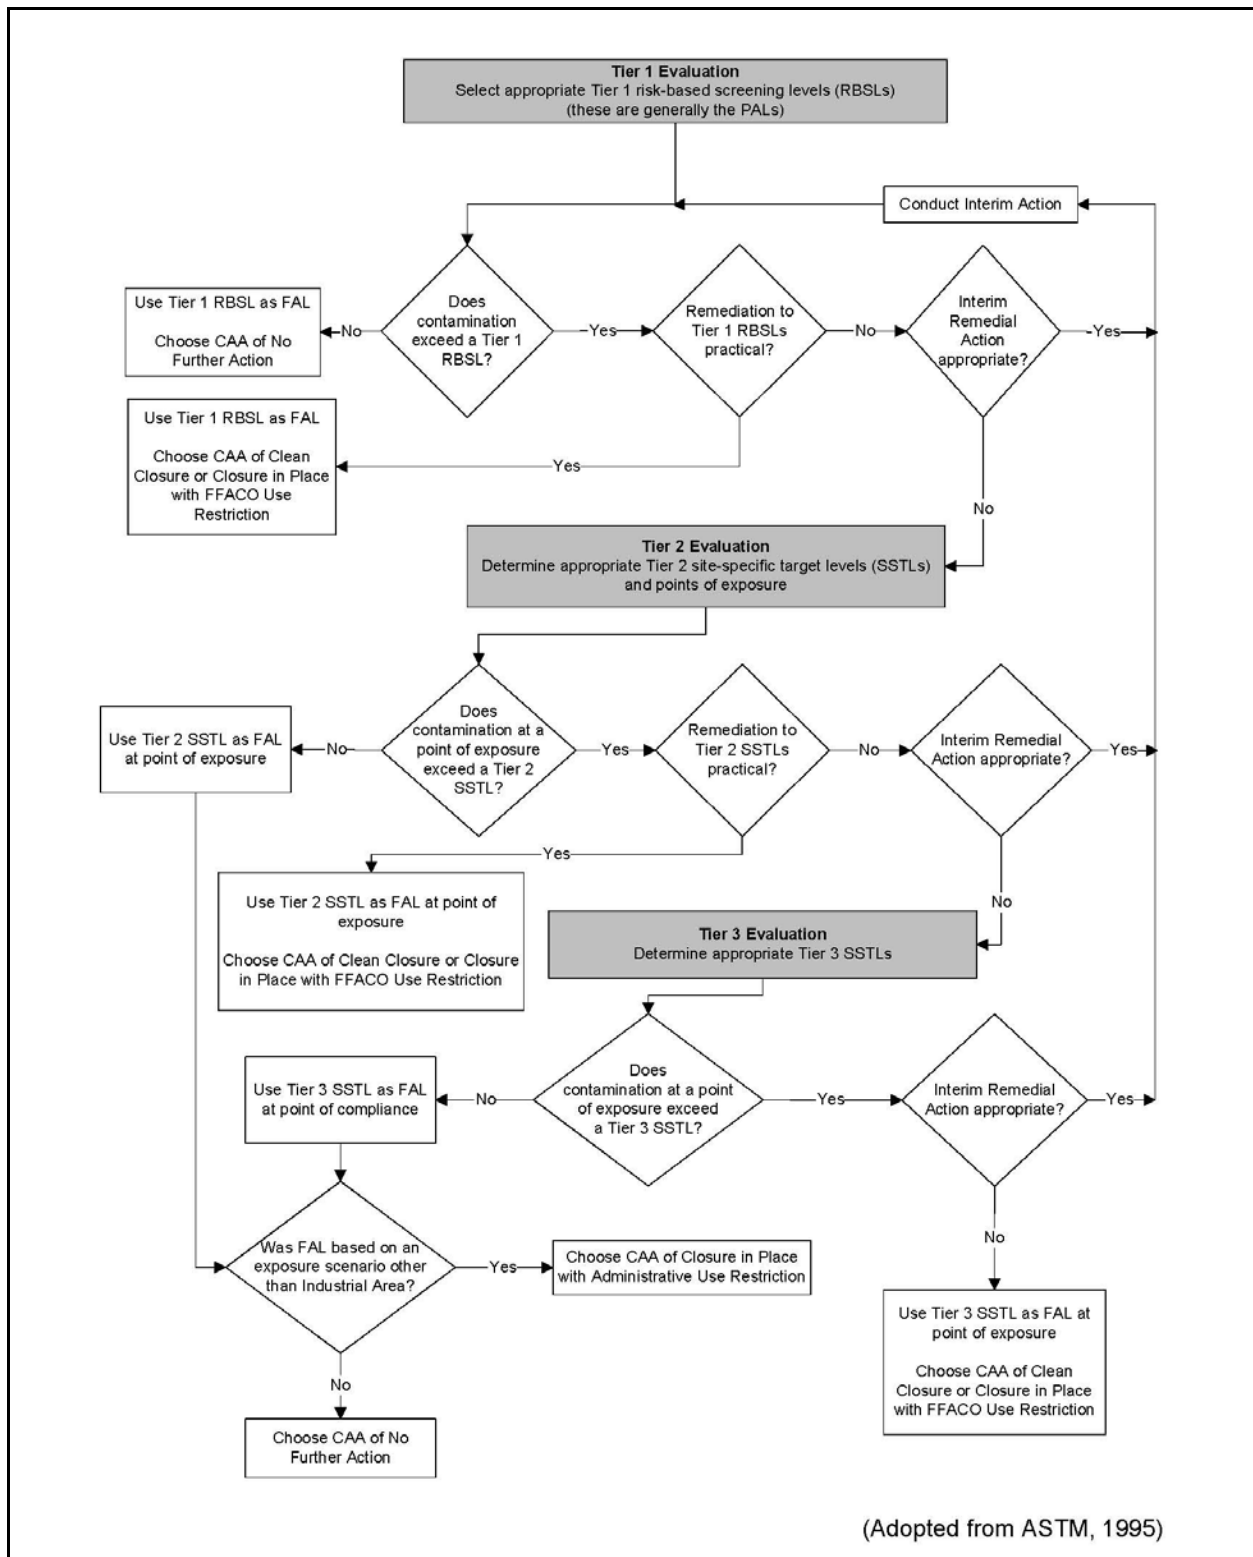 Tier 1 Evaluation
Select appropriate Tier 1 risk-based screening levels (RBSLs)
(these are generally the PALs)
Conduct Interim Action
Use Tier 1 RBSL as FAL
Choose CAA of No
Further Action
No
Does
contamination
exceed a Tier 1
RBSL?
Yes
Remediation to
Tier 1 RBSLs
practical?
No
Interim
Remedial
Action
appropriate?
Yes
Use Tier 1 RBSL as FAL
Choose CAA of Clean
Closure or Closure in Place
with FFACO Use
Restriction
Yes
No
Tier 2 Evaluation
Determine appropriate Tier 2 site-specific target levels (SSTLs)
and points of exposure
Use Tier 2 SSTL as FAL
at point of exposure
No
Does
contamination at a
point of exposure
exceed a Tier 2
SSTL?
Yes
Remediation to
Tier 2 SSTLs
practical?
No
Interim Remedial
Action appropriate?
Yes
Yes
Use Tier 2 SSTL as FAL at point of
exposure
Choose CAA of Clean Closure or Closure
in Place with FFACO Use Restriction
No
Tier 3 Evaluation
Determine appropriate Tier 3 SSTLs
Use Tier 3 SSTL as FAL
at point of compliance
No
Does
contamination at a point
of exposure exceed
a Tier 3 SSTL?
Yes
Interim Remedial
Action appropriate?
Yes
No
Was FAL based on an
exposure scenario other
than Industrial Area?
Yes
Choose CAA of Closure in Place
with Administrative Use Restriction
Use Tier 3 SSTL as FAL at
point of exposure
Choose CAA of Clean
Closure or Closure in Place
with FFACO Use Restriction
No
Choose CAA of No
Further Action
(Adopted from ASTM, 1995)